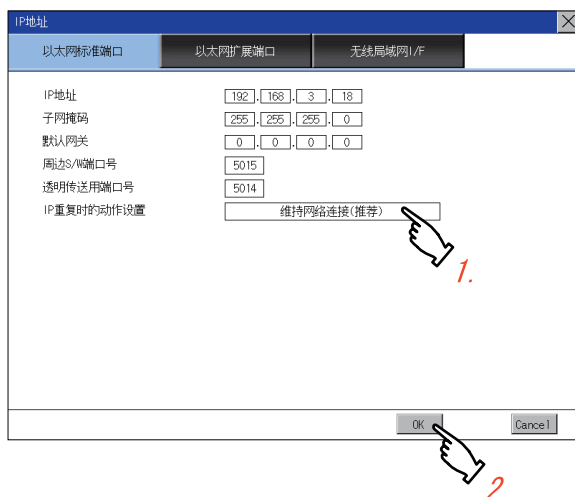 IP地址
以太网标准端口 以太网扩展端口 无线局域网I/F
IP地址 192.168.3.18
子网掩码 255.255.255.0
默认网关 0.0.0.0
周边S/W端口号 5015
透明传送用端口号 5014
IP重复时的动作设置 维持网络连接(推荐)
1.
OK Cancel
2